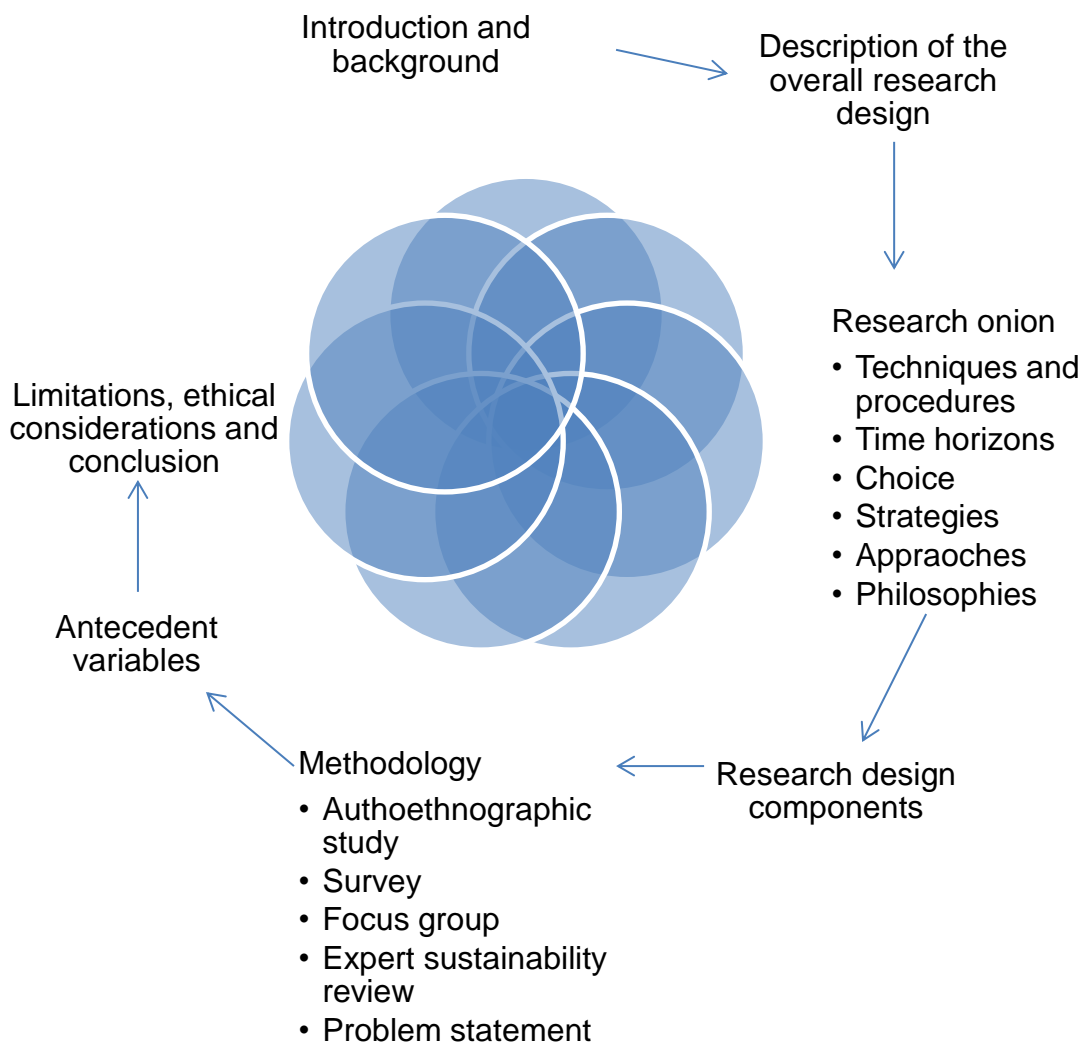 Introduction and
background
Description of the
overall research
design
Research onion
• Techniques and
procedures
• Time horizons
• Choice
• Strategies
• Appraoches
• Philosophies
Research design
components
Methodology
• Authoethnographic
study
• Survey
• Focus group
• Expert sustainability
review
• Problem statement
Antecedent
variables
Limitations, ethical
considerations and
conclusion